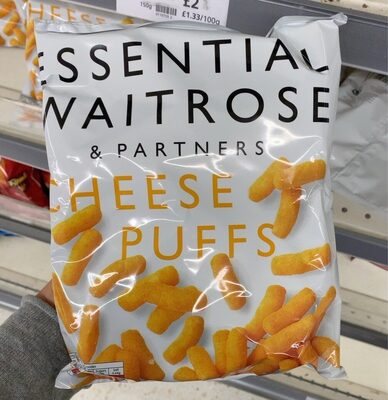 150g
£2
£1.33/100g
ESSENTIAL
WAITROSE
& PARTNERS
CHEESE
PUFFS